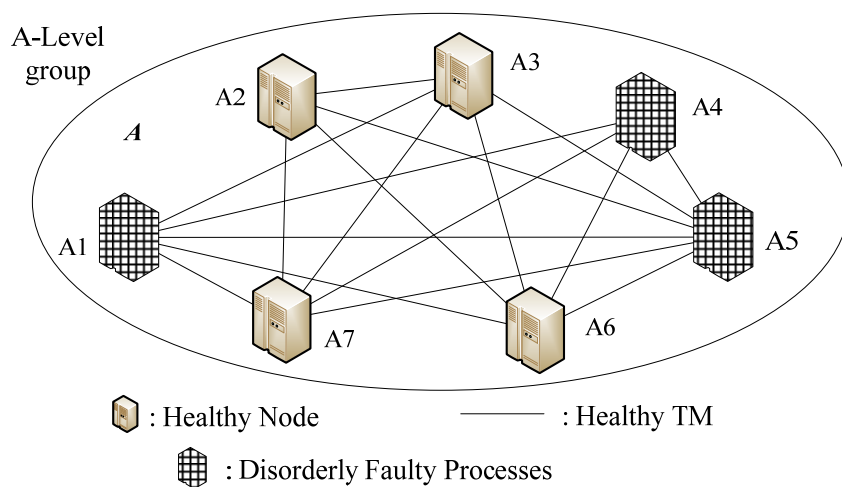 A-Level
group
A
A1
A2
A3
A4
A5
A6
A7
: Healthy Node
: Healthy TM
: Disorderly Faulty Processes